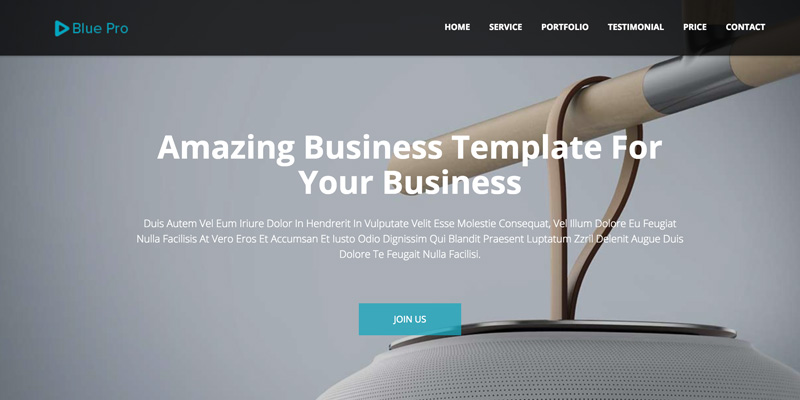 Blue Pro
HOME SERVICE PORTFOLIO TESTIMONIAL PRICE CONTACT
Amazing Business Template For
Your Business
Duis Autem Vel Eum Iriure Dolor In Hendrerit In Vulputate Velit Esse Molestie Consequat, Vel Illum Dolore Eu Feugiat
Nulla Facilisis At Vero Eros Et Accumsan Et Iusto Odio Dignissim Qui Blandit Praesent Luptatum Zzril Delenit Augue Duis
Dolore Te Feugait Nulla Facilisi.
JOIN US